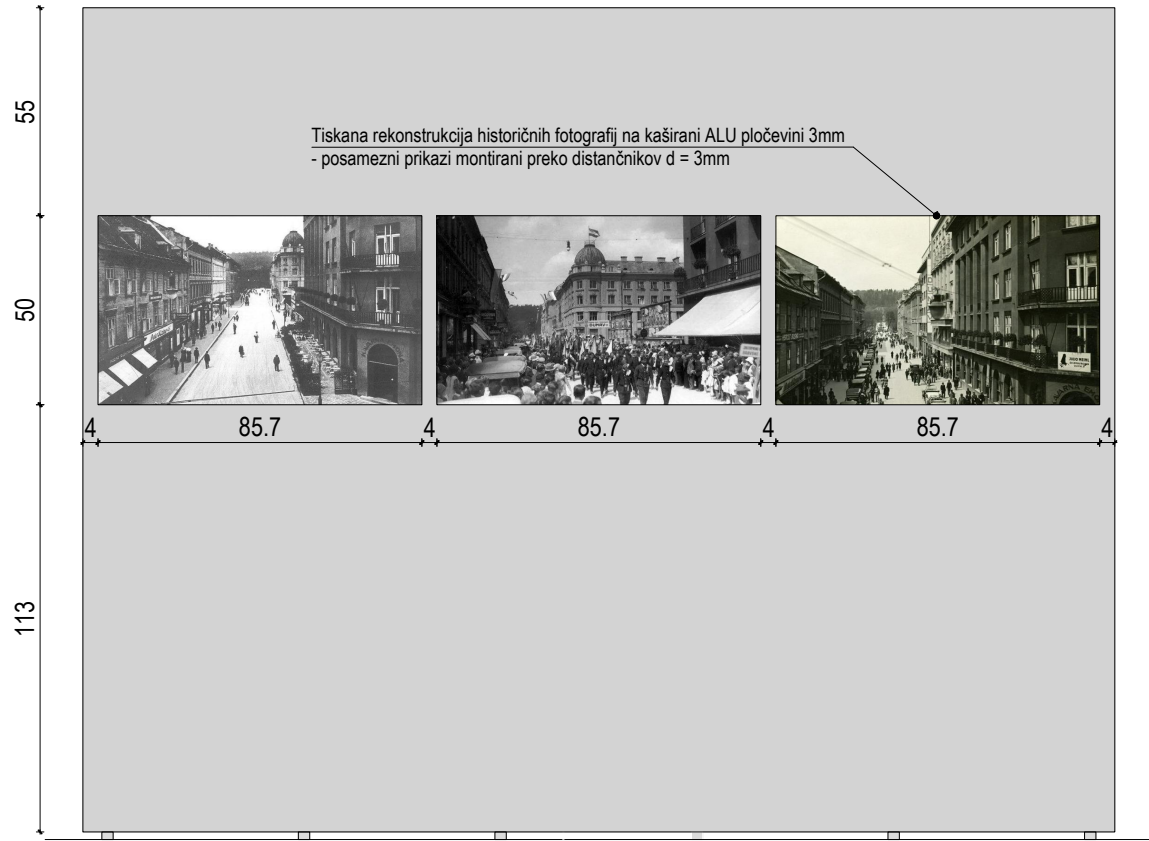 55
Tiskana rekonstrukcija historičnih fotografij na kaširani ALU pločevini 3mm
- posamezni prikazi montirani preko distančnikov d = 3mm
50
4 85.7 4 85.7 4 85.7 4
113